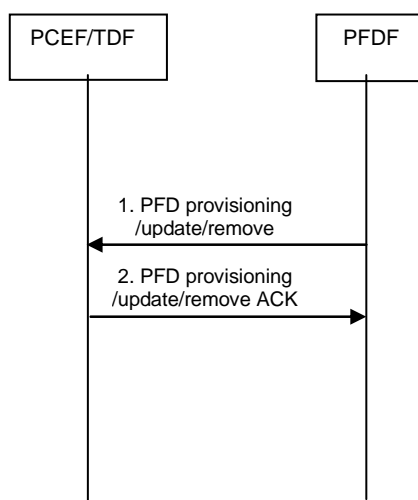 PCEF/TDF
PFDF
1. PFD provisioning
/update/remove
2. PFD provisioning
/update/remove ACK